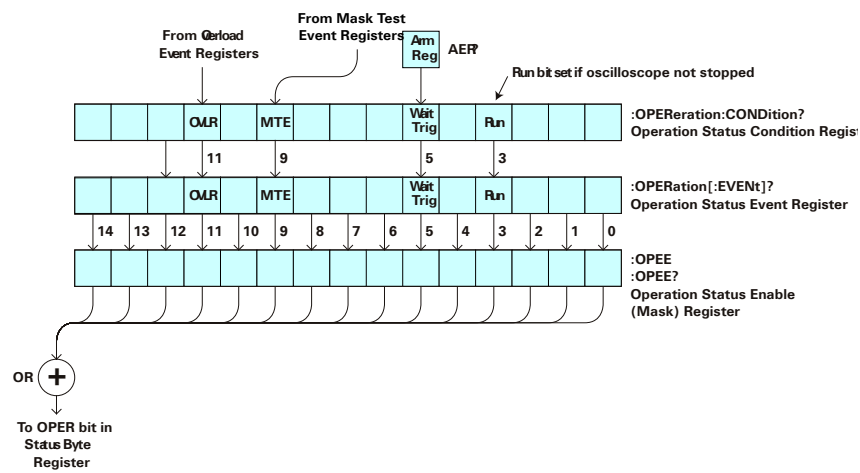 From Mask Test
Event Registers
From Overload
Event Registers
Arm
Reg
AER?
Run bit set if oscilloscope not stopped
OVLR
MTE
Wait
Trig
Run
:OPEReration:CONDition?
Operation Status Condition Regist
11
9
5
3
OVLR
MTE
Wait
Trig
Run
:OPERation[:EVENt]?
Operation Status Event Register
14 13 12 11 10 9 8 7 6 5 4 3 2 1 0
:OPEE
:OPEE?
Operation Status Enable
(Mask) Register
OR +
To OPER bit in
Status Byte
Register